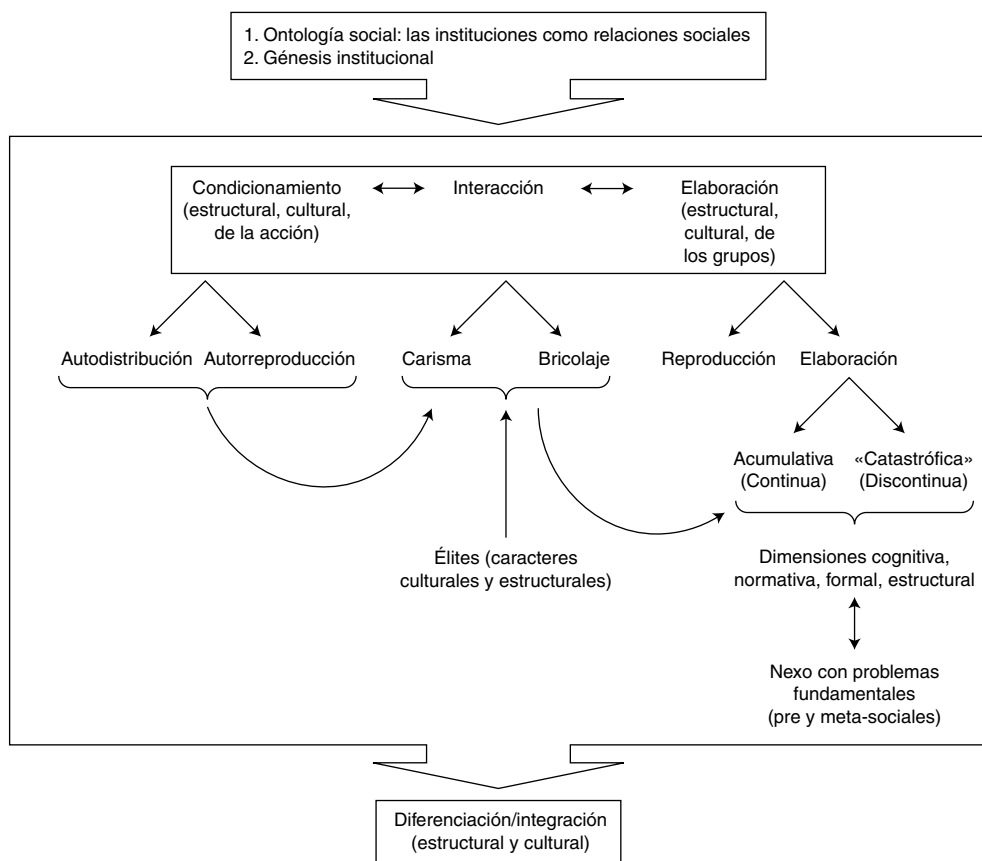 1. Ontología social: las instituciones como relaciones sociales
2. Génesis institucional
Condicionamiento
(estructural, cultural,
de la acción)
Interacción
Elaboración
(estructural,
cultural, de
los grupos)
Autodistribución
Autorreproducción
Carisma
Bricolaje
Reproducción
Elaboración
Acumulativa
(Continua)
«Catastrófica»
(Discontinua)
Élites (caracteres
culturales y estructurales)
Dimensiones cognitiva,
normativa, formal, estructural
Nexo con problemas
fundamentales
(pre y meta-sociales)
Diferenciación/integración
(estructural y cultural)